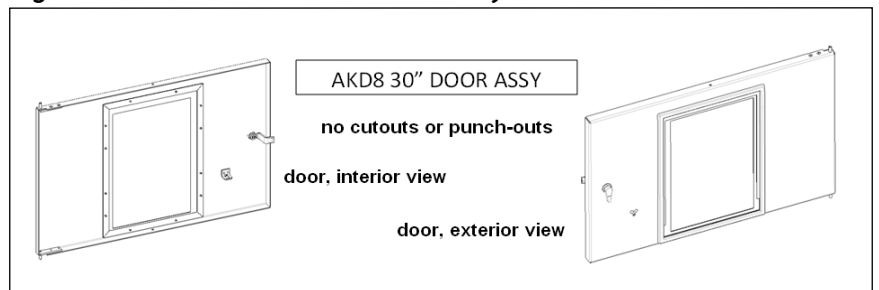 AKD8 30” DOOR ASSY
no cutouts or punch-outs
door, interior view
door, exterior view